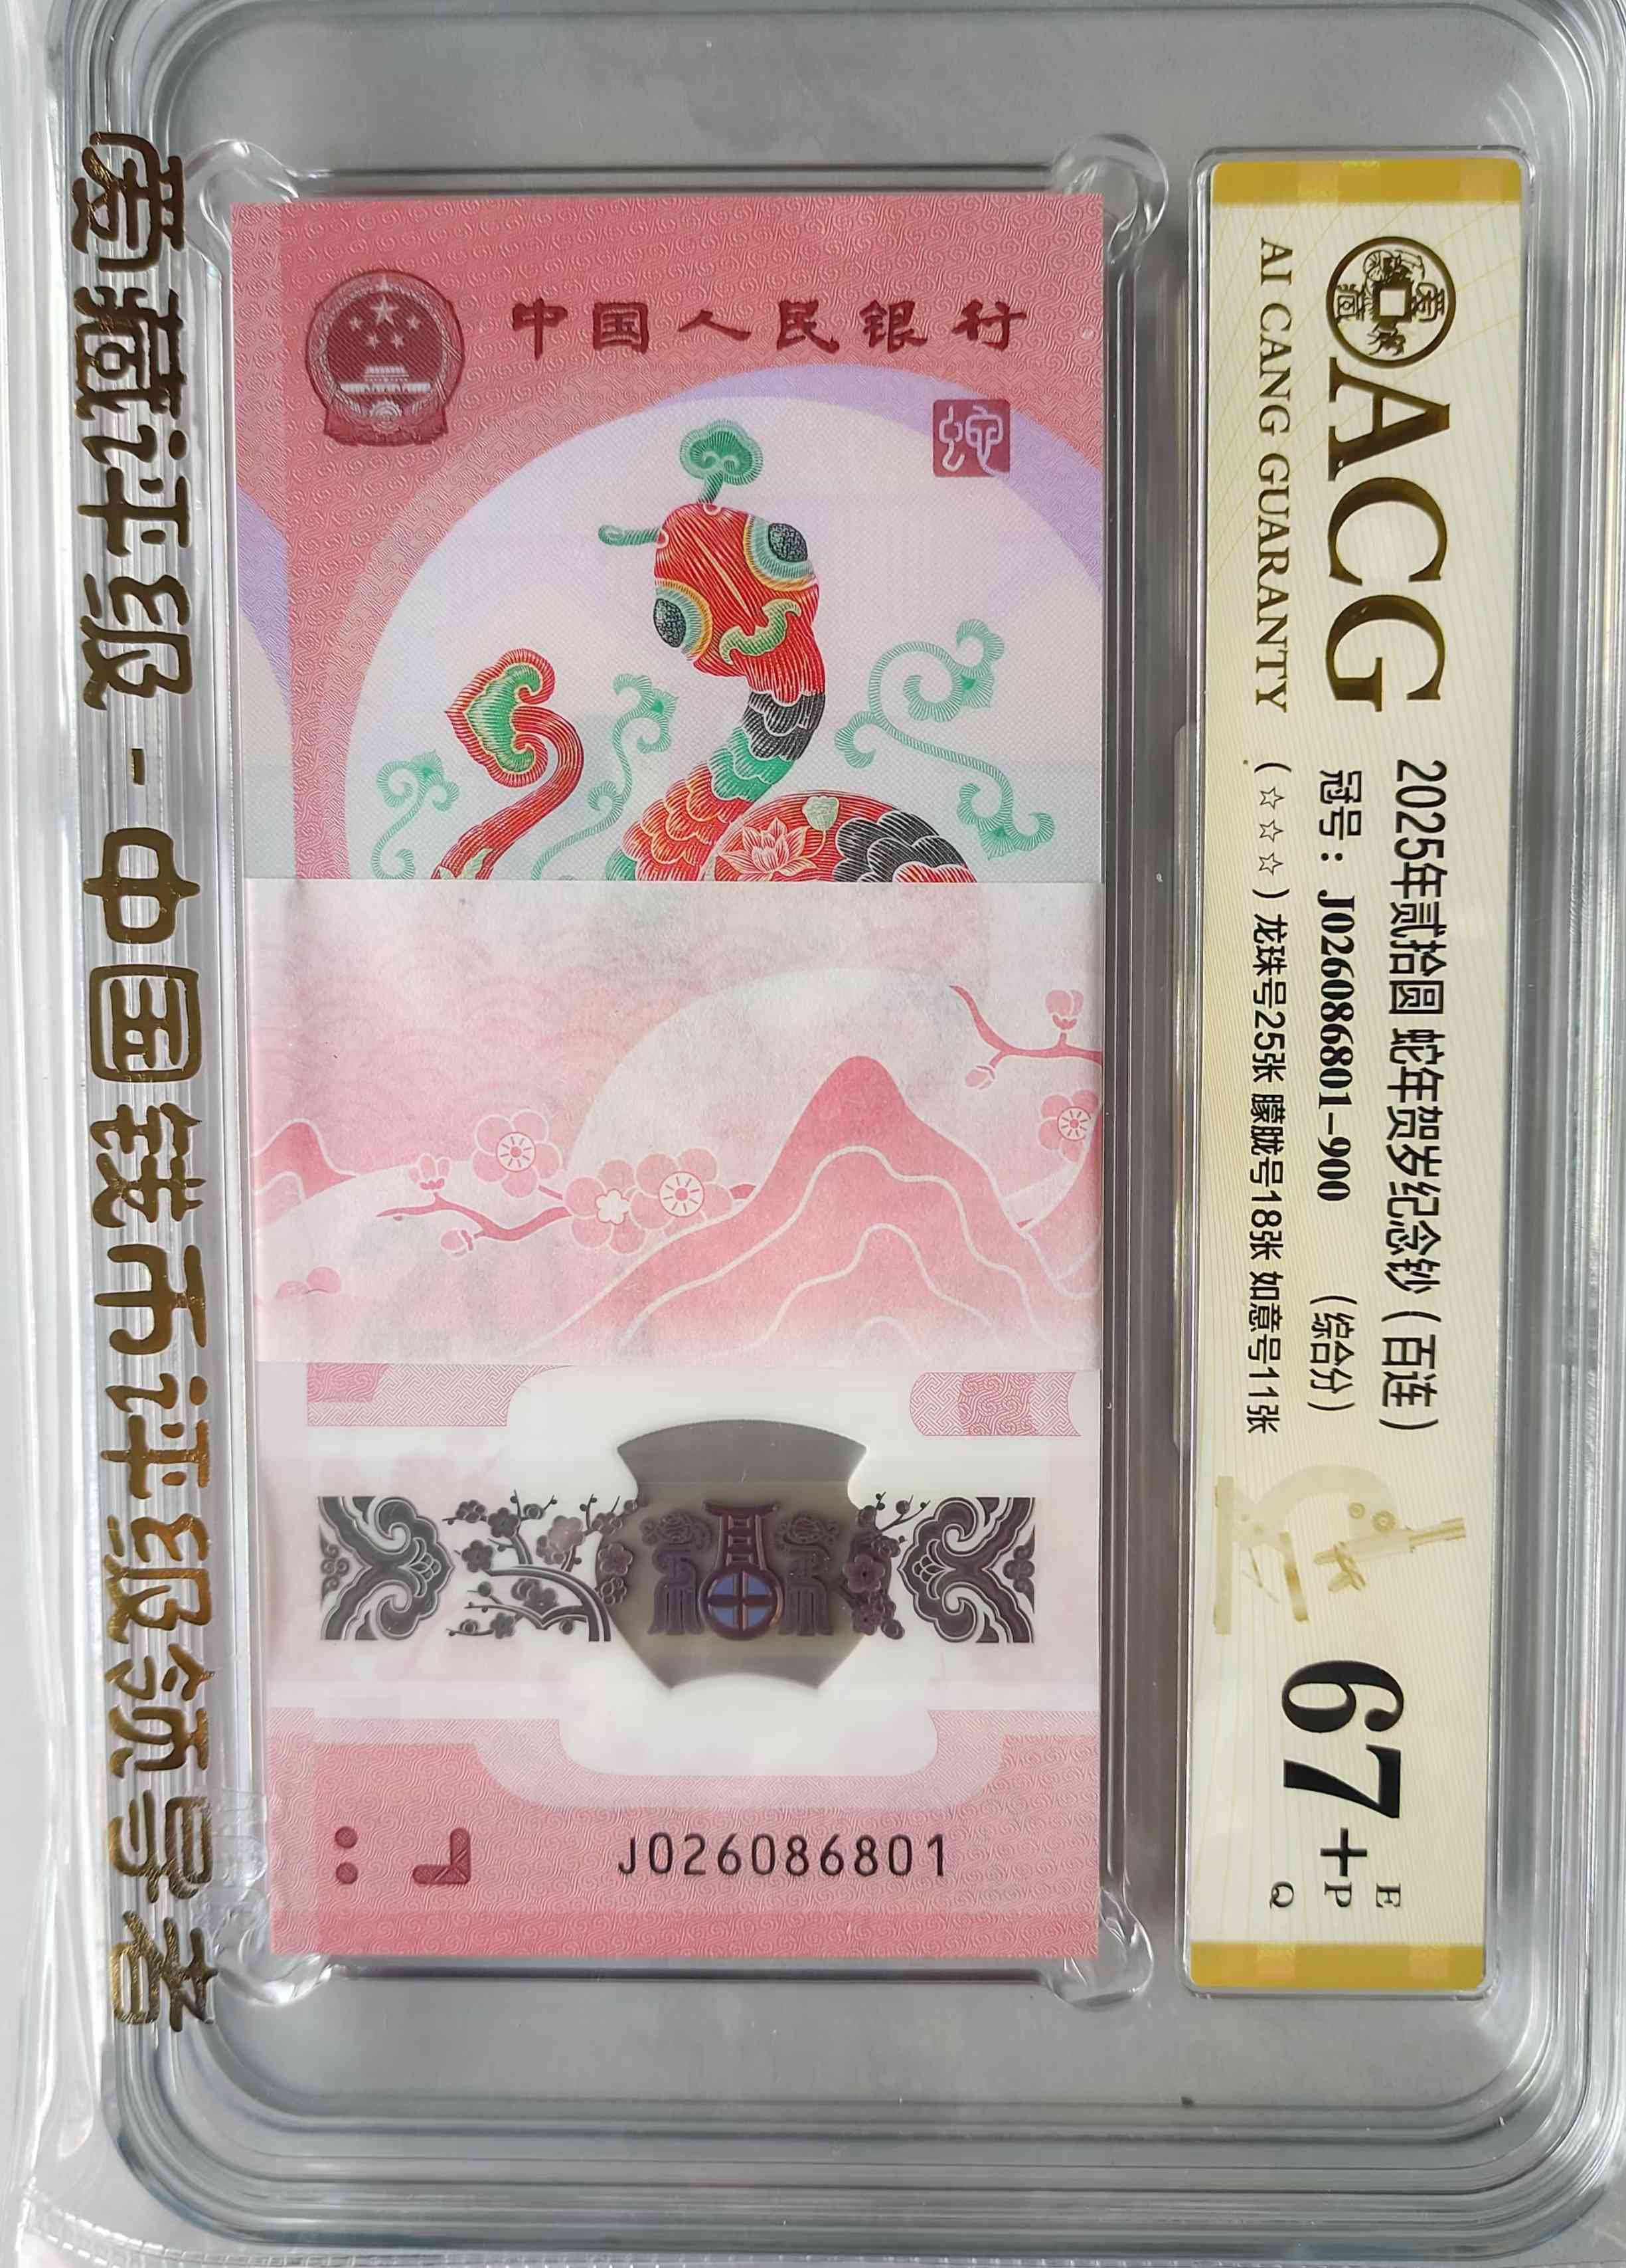 爱藏评级-中国钱币评级领导者
中国人民银行
蛇
J026086801
ACG
AI CANG GUARANTY
2025年贰拾圆 蛇年贺岁纪念钞（百连）
冠号：J026086801-900 （综合分）
（☆☆☆）龙珠号25张 朦胧号18张 如意号11张
67+
E
P
Q